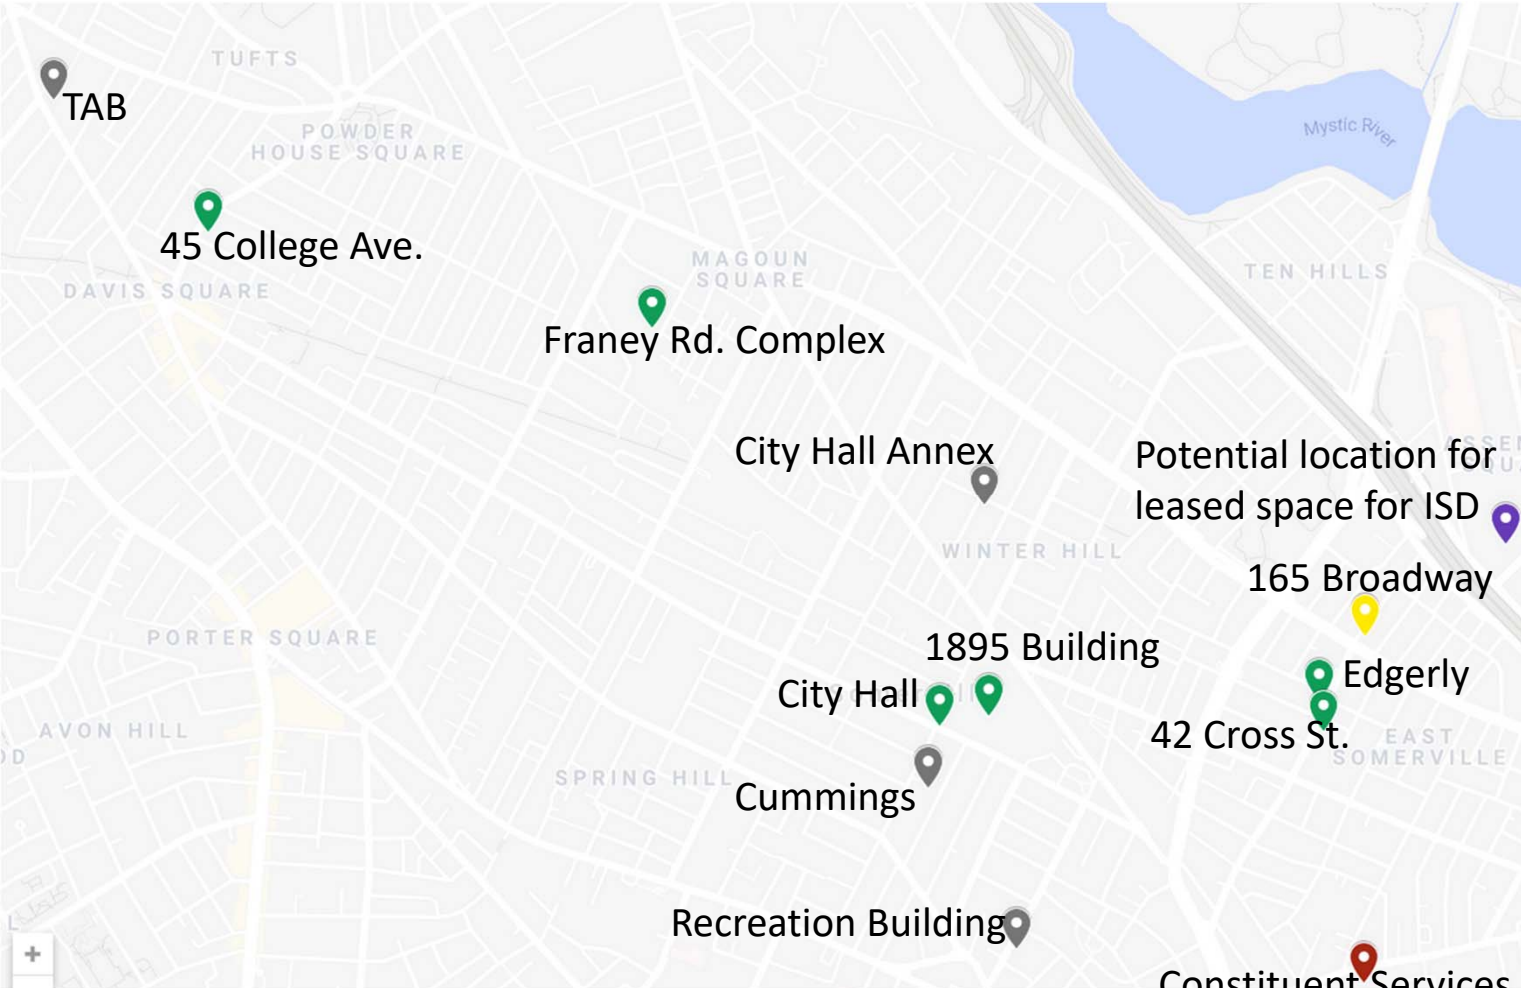 TUFTS
TAB
POWDER
HOUSE SQUARE
Mystic River
45 College Ave.
MAGOUN
SQUARE
TEN HILLS
DAVIS SQUARE
Franey Rd. Complex
City Hall Annex
Potential location for
leased space for ISD
WINTER HILL
165 Broadway
PORTER SQUARE
1895 Building
Edgerly
City Hall
42 Cross St.
AVON HILL
EAST
SOMERVILLE
SPRING HILL
Cummings
Recreation Building
+
Constituent Services